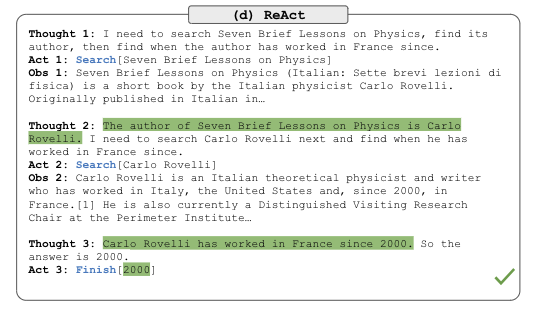 (d) ReAct
Thought 1: I need to search Seven Brief Lessons on Physics, find its
author, then find when the author has worked in France since.
Act 1: Search[Seven Brief Lessons on Physics]
Obs 1: Seven Brief Lessons on Physics (Italian: Sette brevi lezioni di
fisica) is a short book by the Italian physicist Carlo Rovelli.
Originally published in Italian in…
Thought 2: The author of Seven Brief Lessons on Physics is Carlo
Rovelli. I need to search Carlo Rovelli next and find when he has
worked in France since.
Act 2: Search[Carlo Rovelli]
Obs 2: Carlo Rovelli is an Italian theoretical physicist and writer
who has worked in Italy, the United States and, since 2000, in
France.[1] He is also currently a Distinguished Visiting Research
Chair at the Perimeter Institute…
Thought 3: Carlo Rovelli has worked in France since 2000. So the
answer is 2000.
Act 3: Finish[2000]